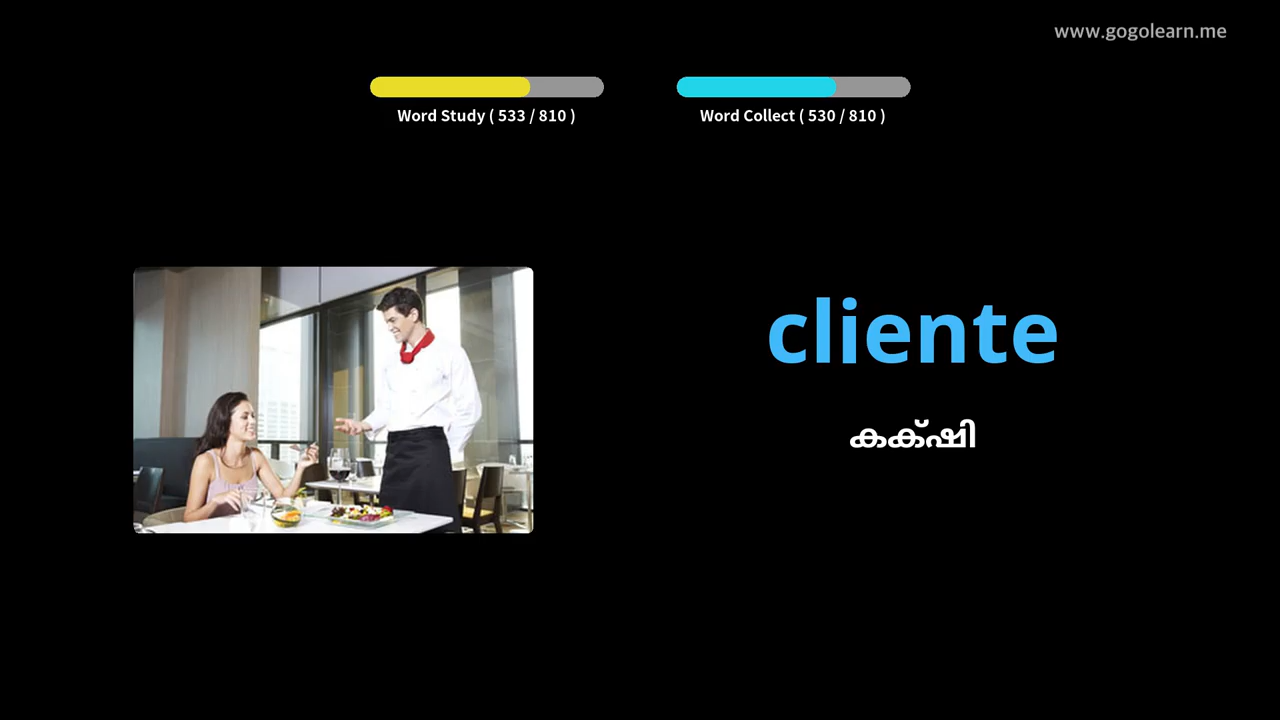 www.gogolearn.me
Word Study ( 533 / 810 )
Word Collect ( 530 / 810 )
cliente
കക്‌ഷി